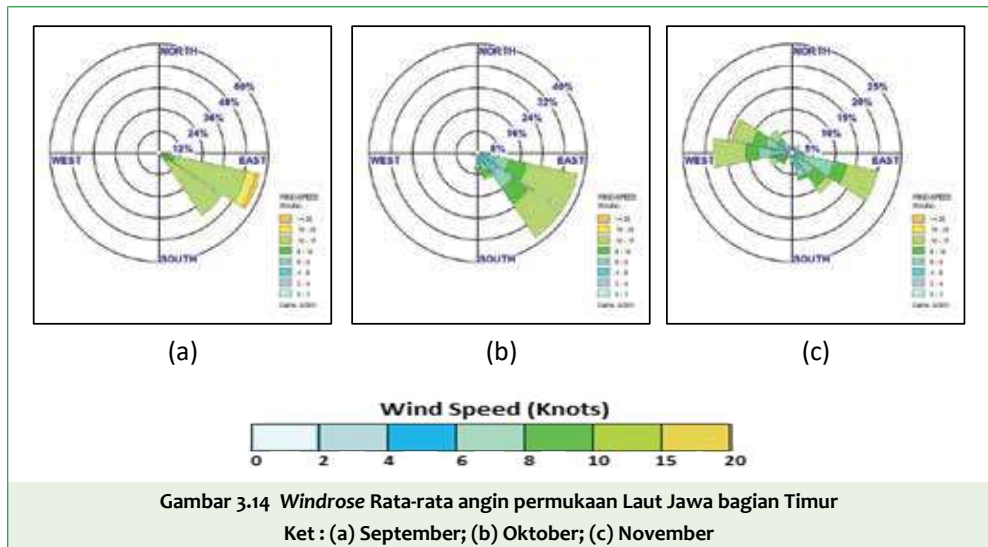 NORTH
60%
48%
36%
24%
12%
WEST
EAST
SOUTH
NORTH
40%
32%
24%
16%
8%
WEST
EAST
SOUTH
NORTH
25%
20%
15%
10%
5%
WEST
EAST
SOUTH
(a)
(b)
(c)
Wind Speed (Knots)
0 2 4 6 8 10 15 20
Gambar 3.14 Windrose Rata-rata angin permukaan Laut Jawa bagian Timur
Ket : (a) September; (b) Oktober; (c) November